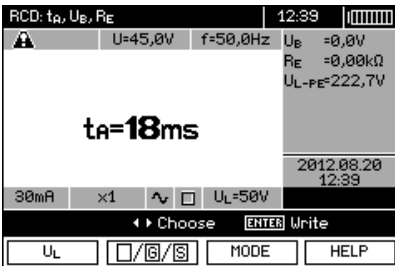 RCD: tA, UB, RE 12:39
U=45,0V f=50,0Hz
UB =0,0V
RE =0,00kΩ
UL-PE=222,7V
tA=18ms
2012.08.20
12:39
30mA x1 UL=50V
Choose ENTER Write
UL □/G/S MODE HELP